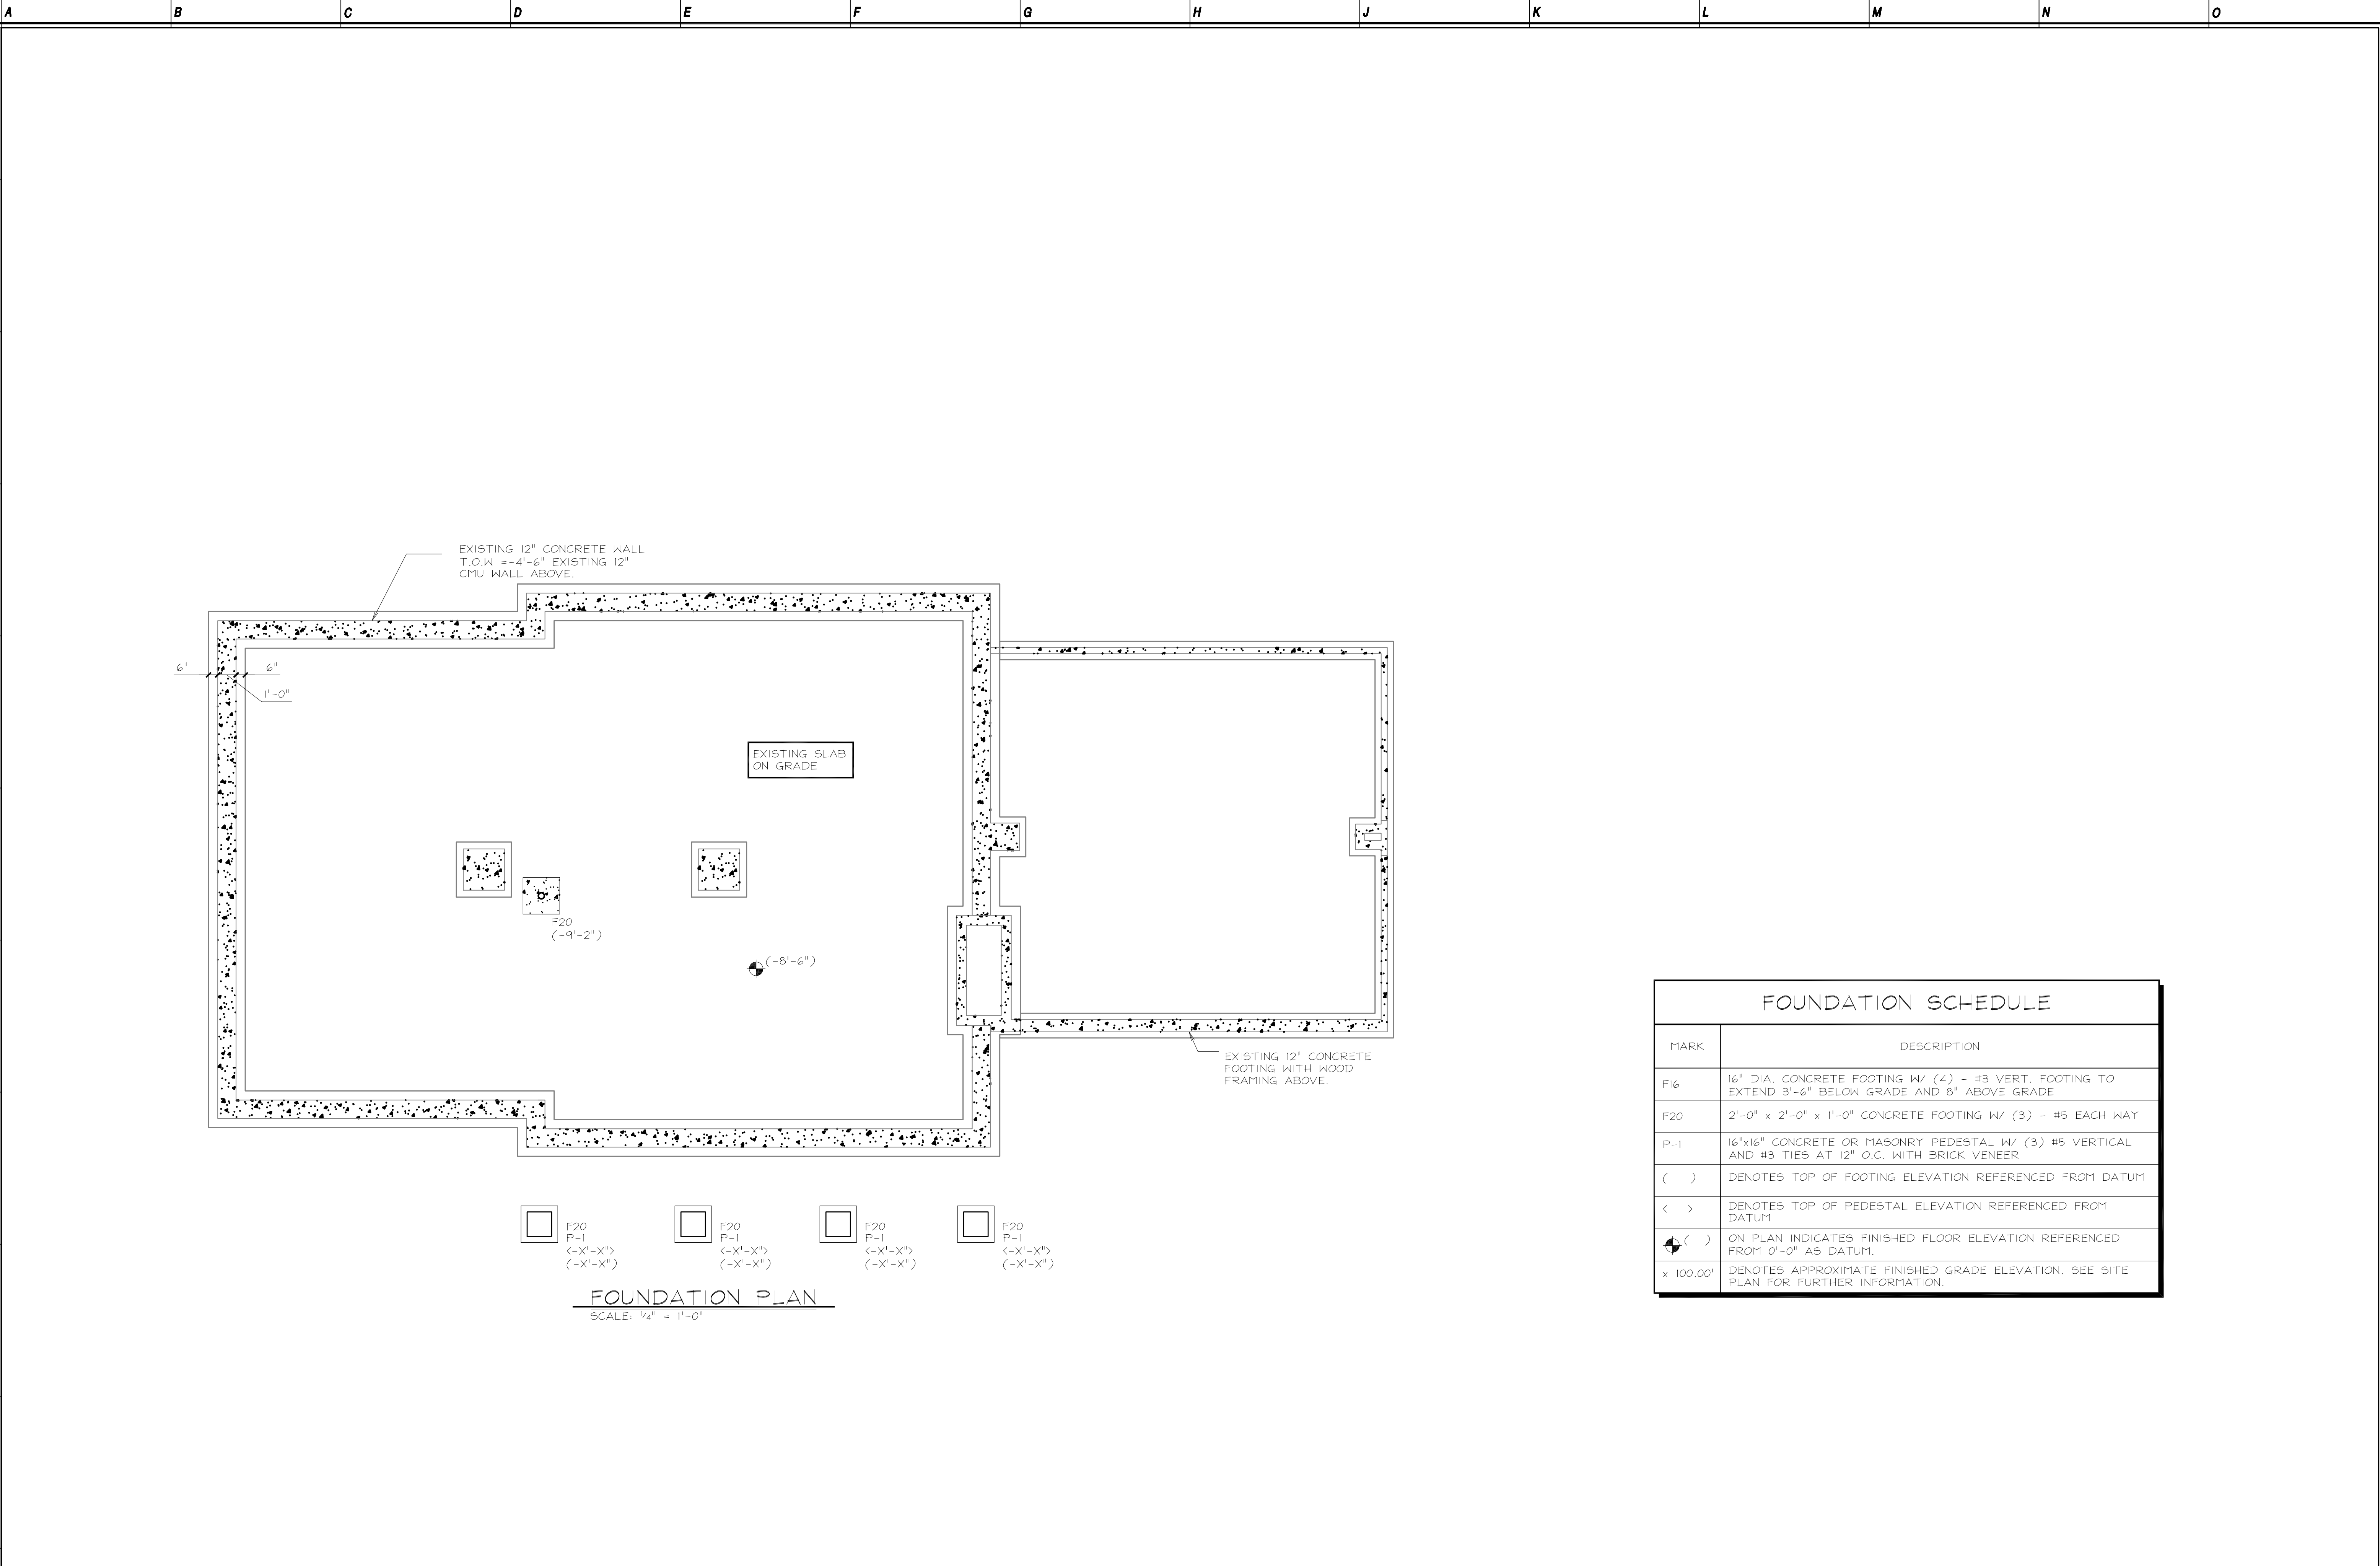 A B C D E F G H J K L M N O
EXISTING 12" CONCRETE WALL
T.O.W =-4'-6" EXISTING 12"
CMU WALL ABOVE.
6" 6"
1'-0"
EXISTING SLAB
ON GRADE
F20
(-9'-2")
(-8'-6")
EXISTING 12" CONCRETE
FOOTING WITH WOOD
FRAMING ABOVE.
F20
P-1
<-X'-X">
(-X'-X")
F20
P-1
<-X'-X">
(-X'-X")
F20
P-1
<-X'-X">
(-X'-X")
F20
P-1
<-X'-X">
(-X'-X")
FOUNDATION PLAN
SCALE: 1/4" = 1'-0"
FOUNDATION SCHEDULE
MARK DESCRIPTION
F16 16" DIA. CONCRETE FOOTING W/ (4) - #3 VERT. FOOTING TO
EXTEND 3'-6" BELOW GRADE AND 8" ABOVE GRADE
F20 2'-0" x 2'-0" x 1'-0" CONCRETE FOOTING W/ (3) - #5 EACH WAY
P-1 16"x16" CONCRETE OR MASONRY PEDESTAL W/ (3) #5 VERTICAL
AND #3 TIES AT 12" O.C. WITH BRICK VENEER
( ) DENOTES TOP OF FOOTING ELEVATION REFERENCED FROM DATUM
< > DENOTES TOP OF PEDESTAL ELEVATION REFERENCED FROM
DATUM
( ) ON PLAN INDICATES FINISHED FLOOR ELEVATION REFERENCED
FROM 0'-0" AS DATUM.
x 100.00' DENOTES APPROXIMATE FINISHED GRADE ELEVATION. SEE SITE
PLAN FOR FURTHER INFORMATION.